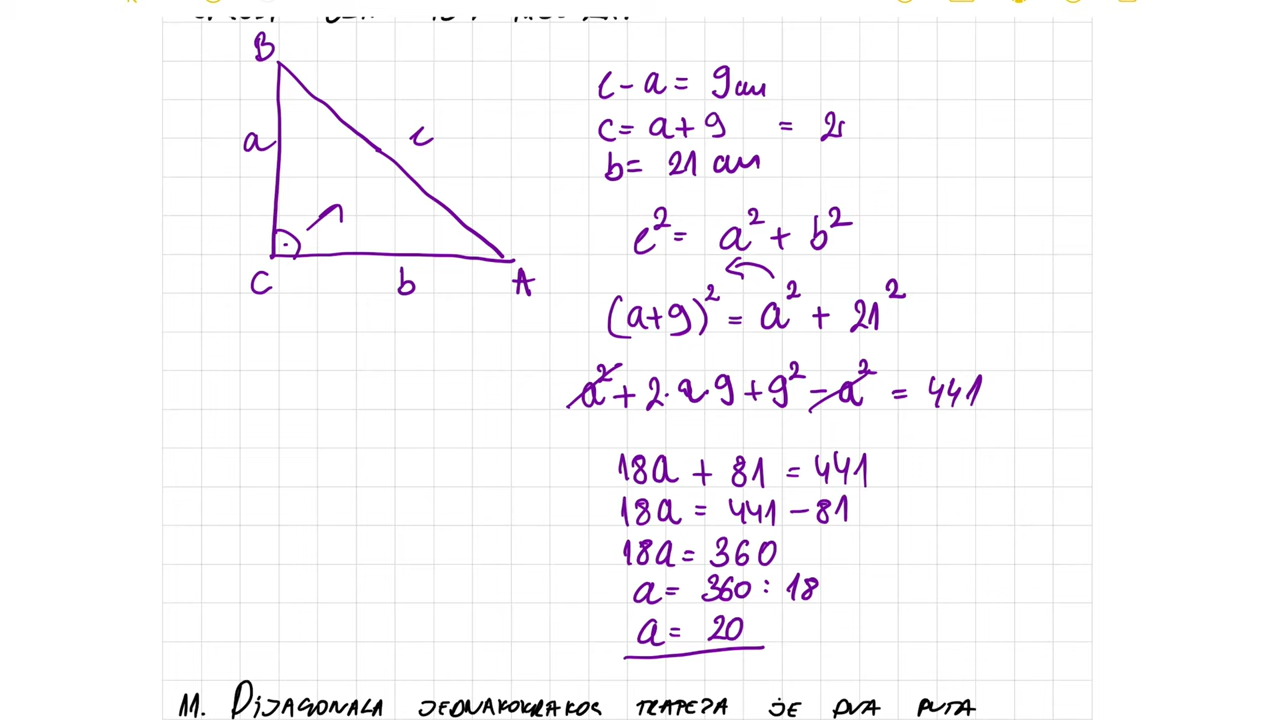 B
c - a = 9 cm
a
c
c = a + 9 = 2
b = 21 cm
c² = a² + b²
C
b
A
(a+9)² = a² + 21²
a² + 2·a·9 + 9² - a² = 441
18a + 81 = 441
18a = 441 - 81
18a = 360
a = 360 : 18
a = 20
11. DIJAGONALA JEDNAKOKRAKOG TRAPEZA JE DVA PUTA